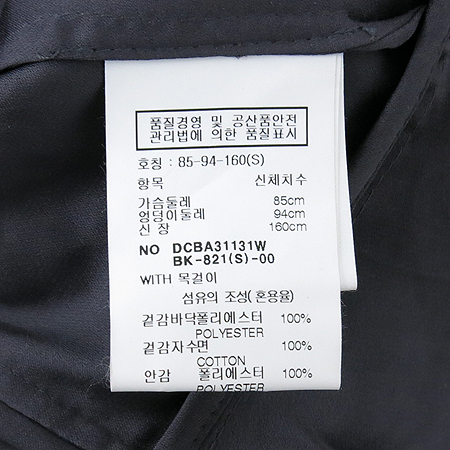 품질경영 및 공산품안전
관리법에 의한 품질표시
호칭 : 85-94-160(S)
항목 신체치수
가슴둘레 85cm
엉덩이둘레 94cm
신 장 160cm
NO DCBA31131W
BK-821(S)-00
WITH 목걸이
섬유의 조성(혼용율)
겉감바닥폴리에스터 100%
POLYESTER
겉감자수면 100%
COTTON
안감 폴리에스터 100%
POLYESTER